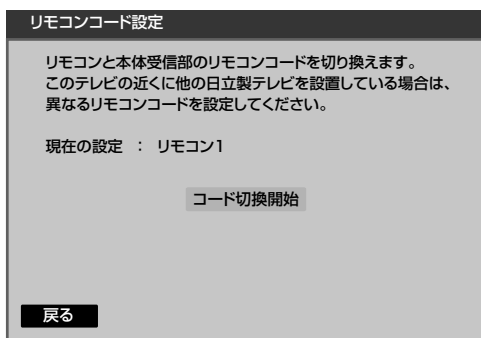 リモコンコード設定
リモコンと本体受信部のリモコンコードを切り換えます。
このテレビの近くに他の日立製テレビを設置している場合は、
異なるリモコンコードを設定してください。
現在の設定 ： リモコン1
コード切換開始
戻る